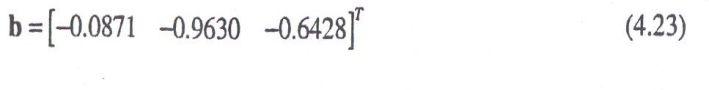 b = [–0.0871 –0.9630 –0.6428]ᵀ (4.23)